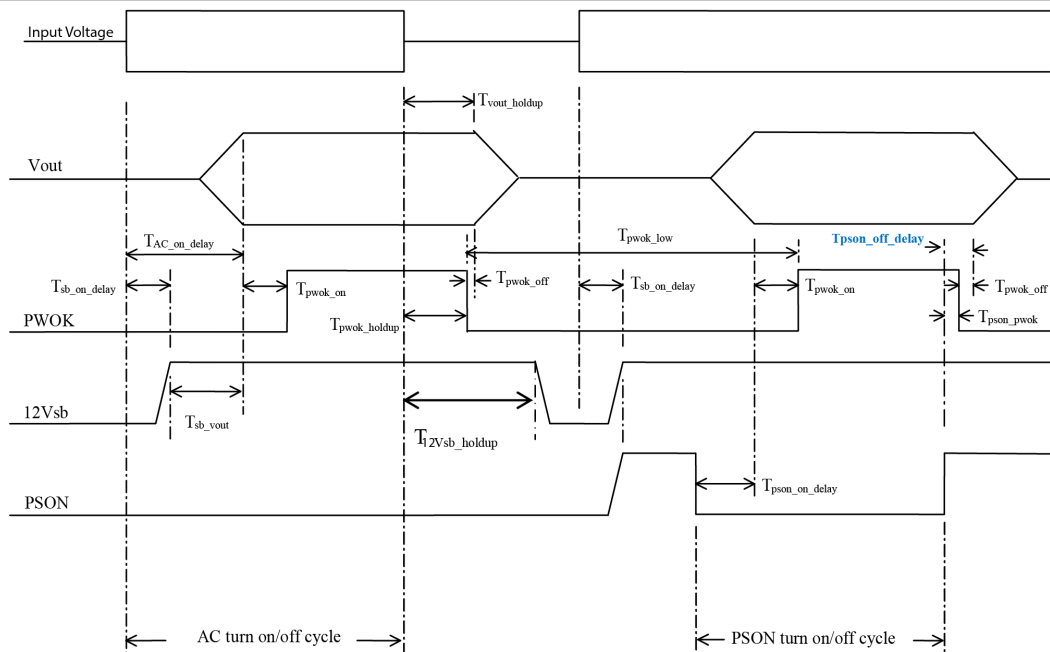 Input Voltage
Tvout_holdup
Vout
TAC_on_delay
Tpwok_low
Tpson_off_delay
Tsb_on_delay
Tpwok_on
Tpwok_off
Tsb_on_delay
Tpwok_on
Tpwok_off
PWOK
Tpwok_holdup
Tpson_pwok
12Vsb
Tsb_vout
T12Vsb_holdup
PSON
Tpson_on_delay
AC turn on/off cycle
PSON turn on/off cycle